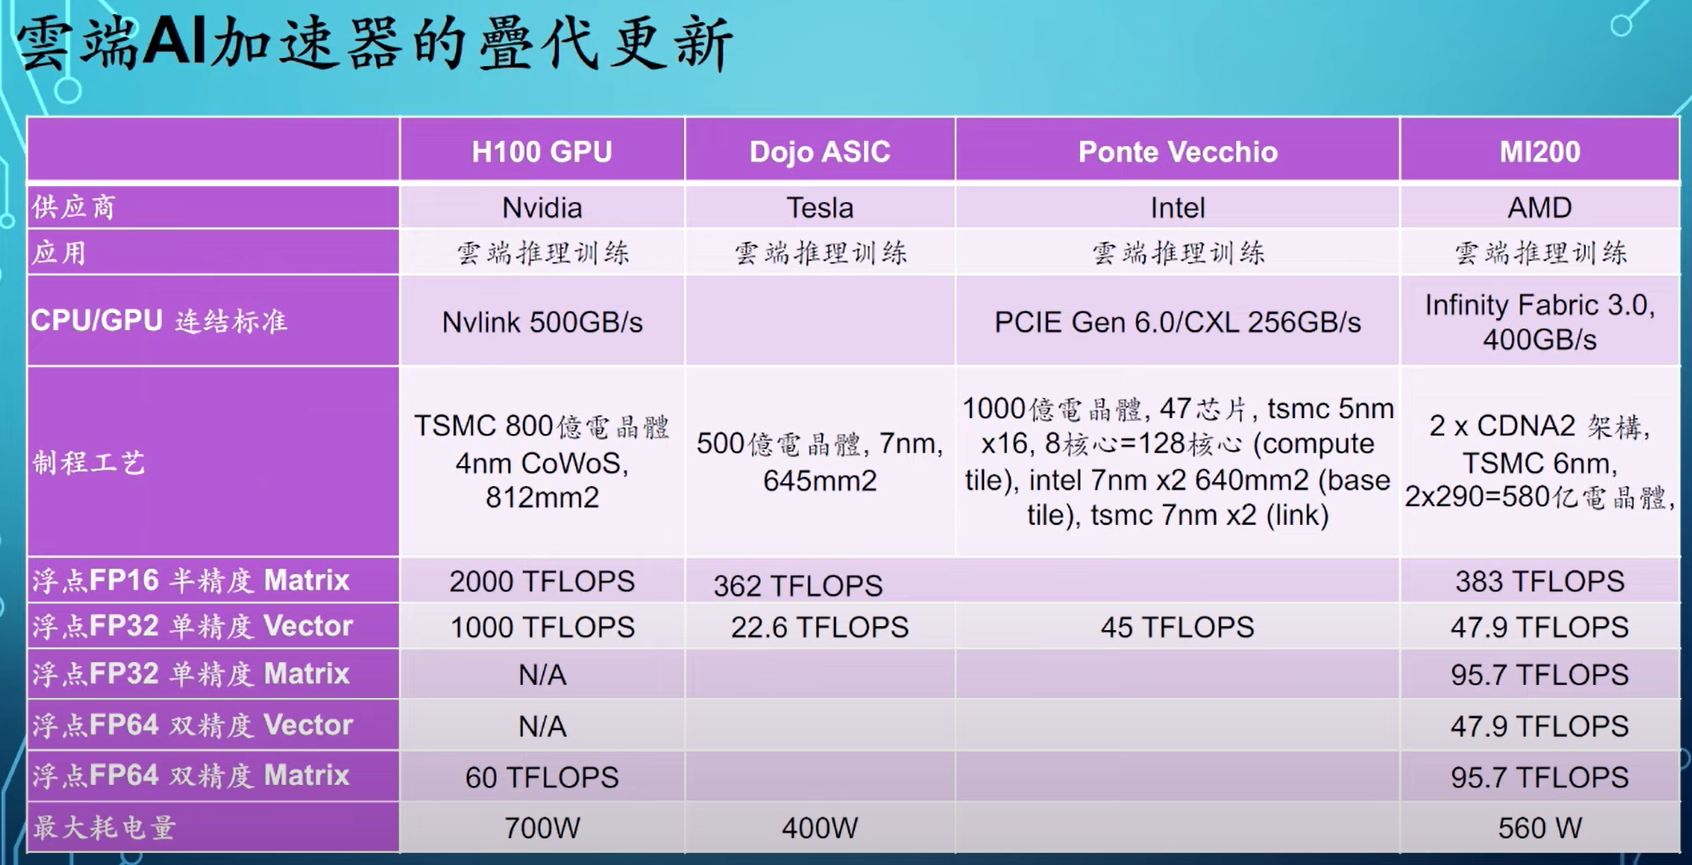 雲端AI加速器的疊代更新
H100 GPU Dojo ASIC Ponte Vecchio MI200
供应商 Nvidia Tesla Intel AMD
应用 雲端推理训练 雲端推理训练 雲端推理训练 雲端推理训练
CPU/GPU 连结标准 Nvlink 500GB/s PCIE Gen 6.0/CXL 256GB/s Infinity Fabric 3.0,
400GB/s
制程工艺
TSMC 800億電晶體
4nm CoWoS,
812mm2
500億電晶體, 7nm,
645mm2
1000億電晶體, 47芯片, tsmc 5nm
x16, 8核心=128核心 (compute
tile), intel 7nm x2 640mm2 (base
tile), tsmc 7nm x2 (link)
2 x CDNA2 架構,
TSMC 6nm,
2x290=580亿電晶體,
浮点FP16 半精度 Matrix 2000 TFLOPS 362 TFLOPS 383 TFLOPS
浮点FP32 单精度 Vector 1000 TFLOPS 22.6 TFLOPS 45 TFLOPS 47.9 TFLOPS
浮点FP32 单精度 Matrix N/A 95.7 TFLOPS
浮点FP64 双精度 Vector N/A 47.9 TFLOPS
浮点FP64 双精度 Matrix 60 TFLOPS 95.7 TFLOPS
最大耗电量 700W 400W 560 W